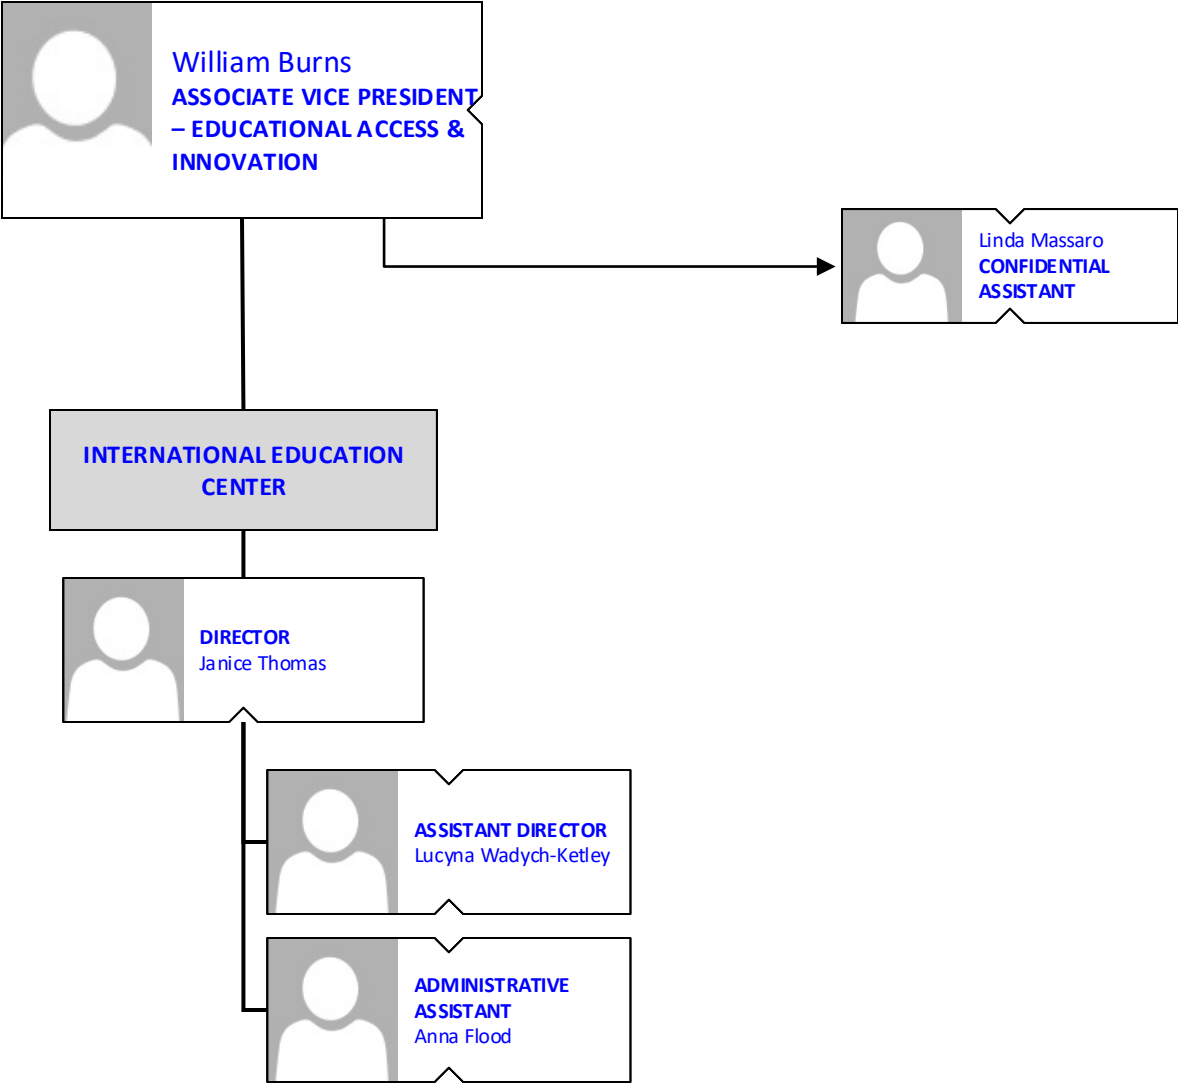 William Burns
ASSOCIATE VICE PRESIDENT
– EDUCATIONAL ACCESS &
INNOVATION
Linda Massaro
CONFIDENTIAL
ASSISTANT
INTERNATIONAL EDUCATION
CENTER
DIRECTOR
Janice Thomas
ASSISTANT DIRECTOR
Lucyna Wadych-Ketley
ADMINISTRATIVE
ASSISTANT
Anna Flood